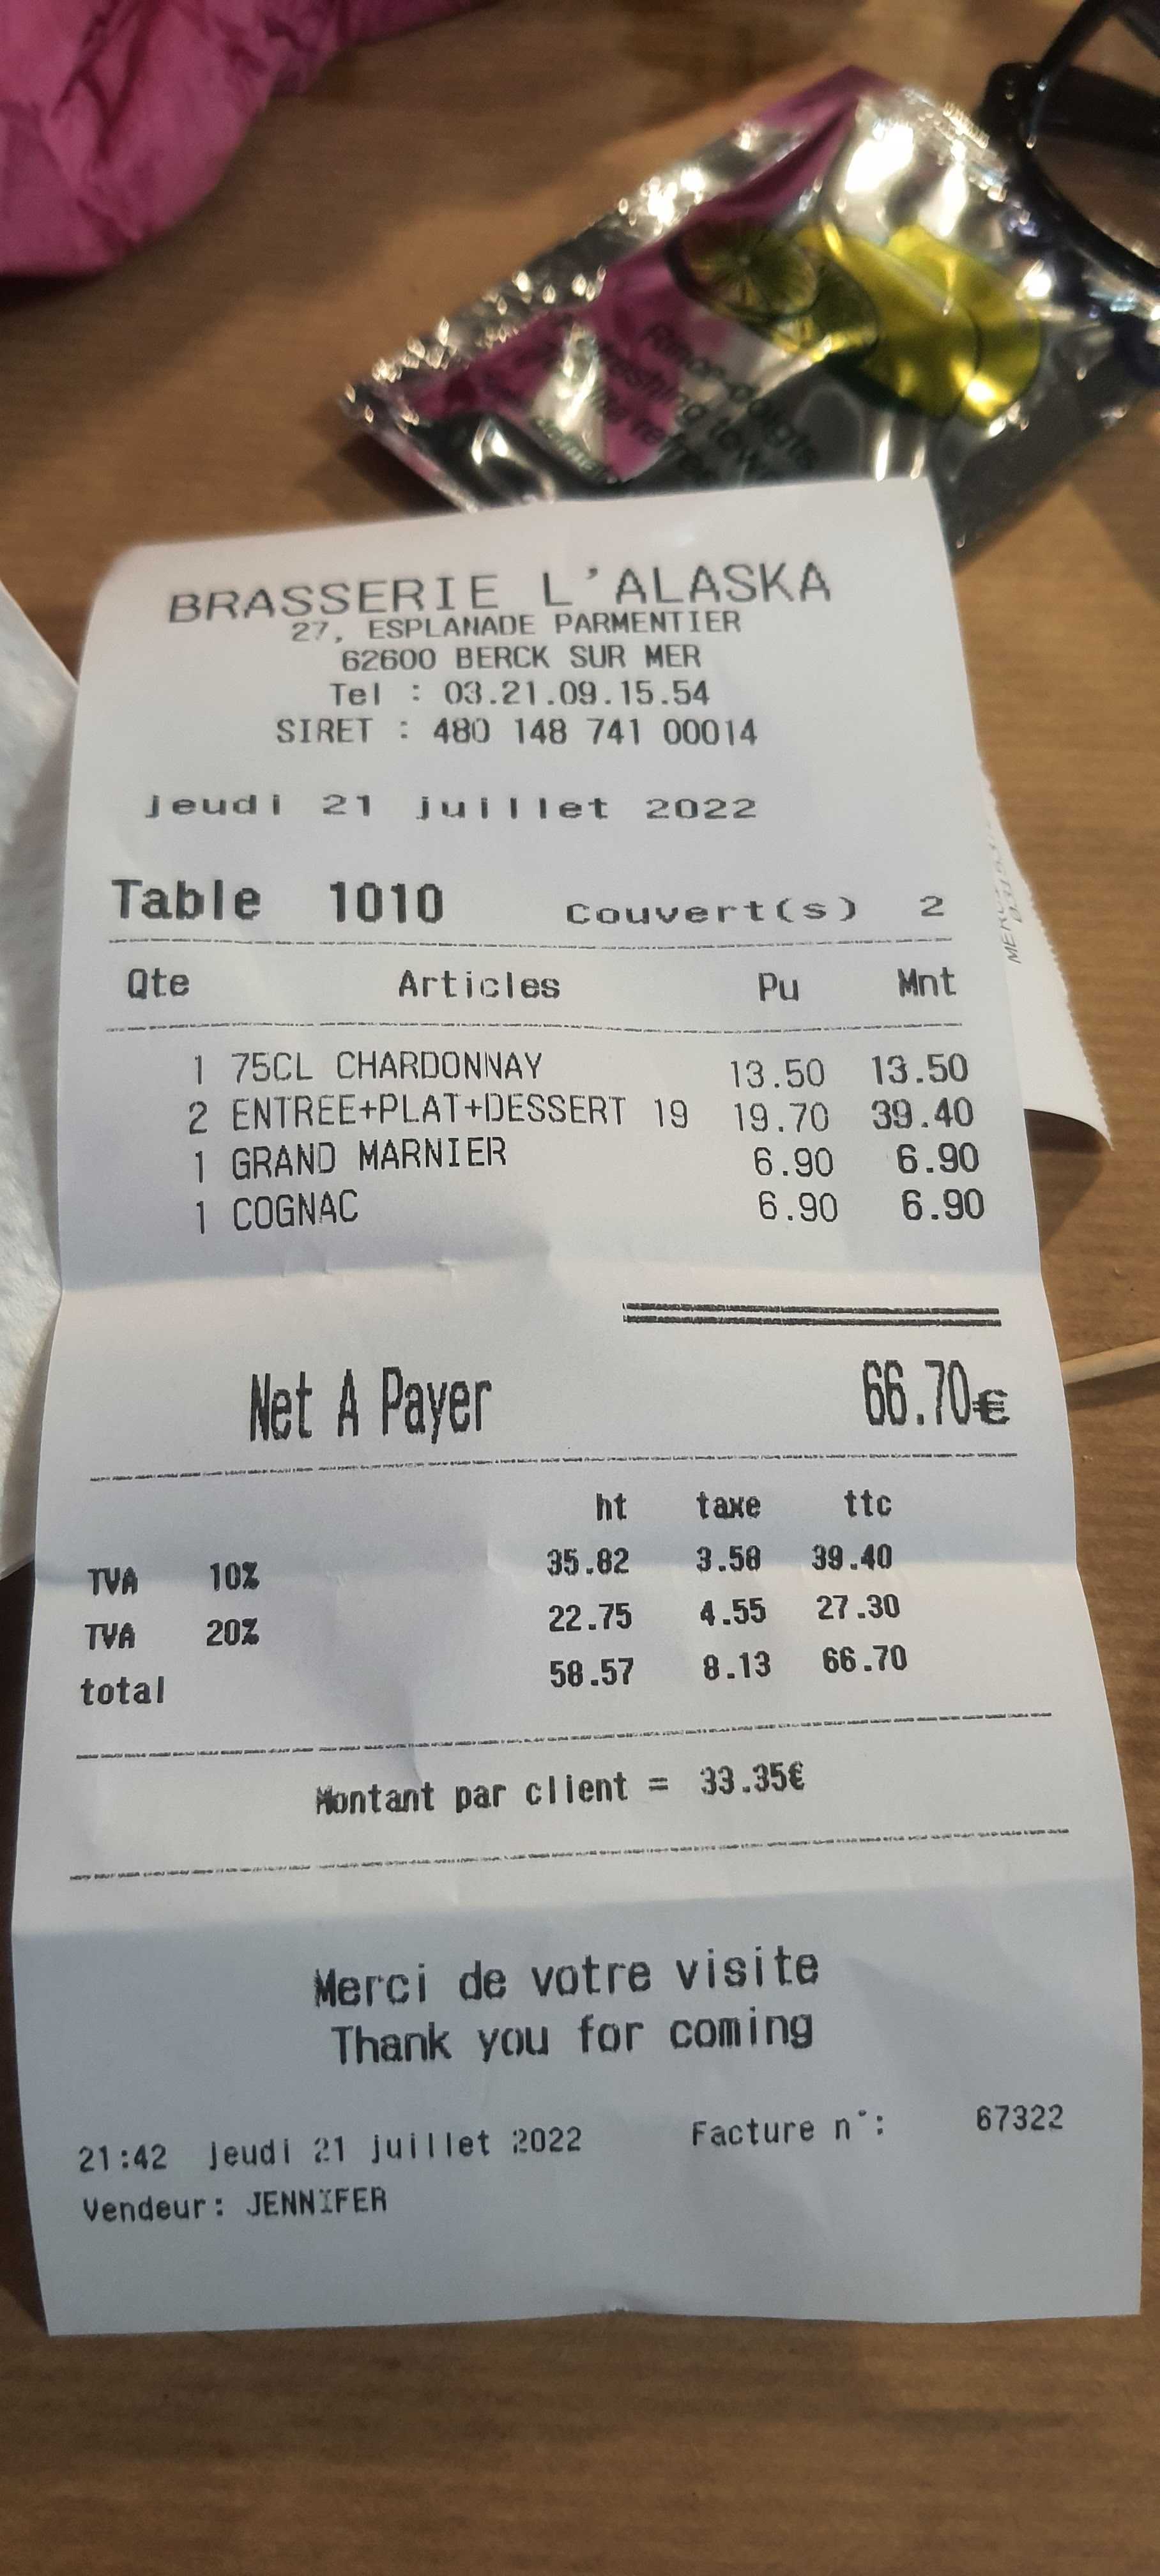 Rince-doigts
BRASSERIE L'ALASKA
27, ESPLANADE PARMENTIER
62600 BERCK SUR MER
Tel : 03.21.09.15.54
SIRET : 480 148 741 00014
jeudi 21 juillet 2022
Table 1010 Couvert(s) 2
Qte Articles Pu Mnt
1 75CL CHARDONNAY 13.50 13.50
2 ENTREE+PLAT+DESSERT 19 19.70 39.40
1 GRAND MARNIER 6.90 6.90
1 COGNAC 6.90 6.90
Net A Payer 66.70€
ht taxe ttc
TVA 10% 35.82 3.58 39.40
TVA 20% 22.75 4.55 27.30
total 58.57 8.13 66.70
Montant par client = 33.35€
Merci de votre visite
Thank you for coming
21:42 jeudi 21 juillet 2022 Facture n°: 67322
Vendeur: JENNIFER